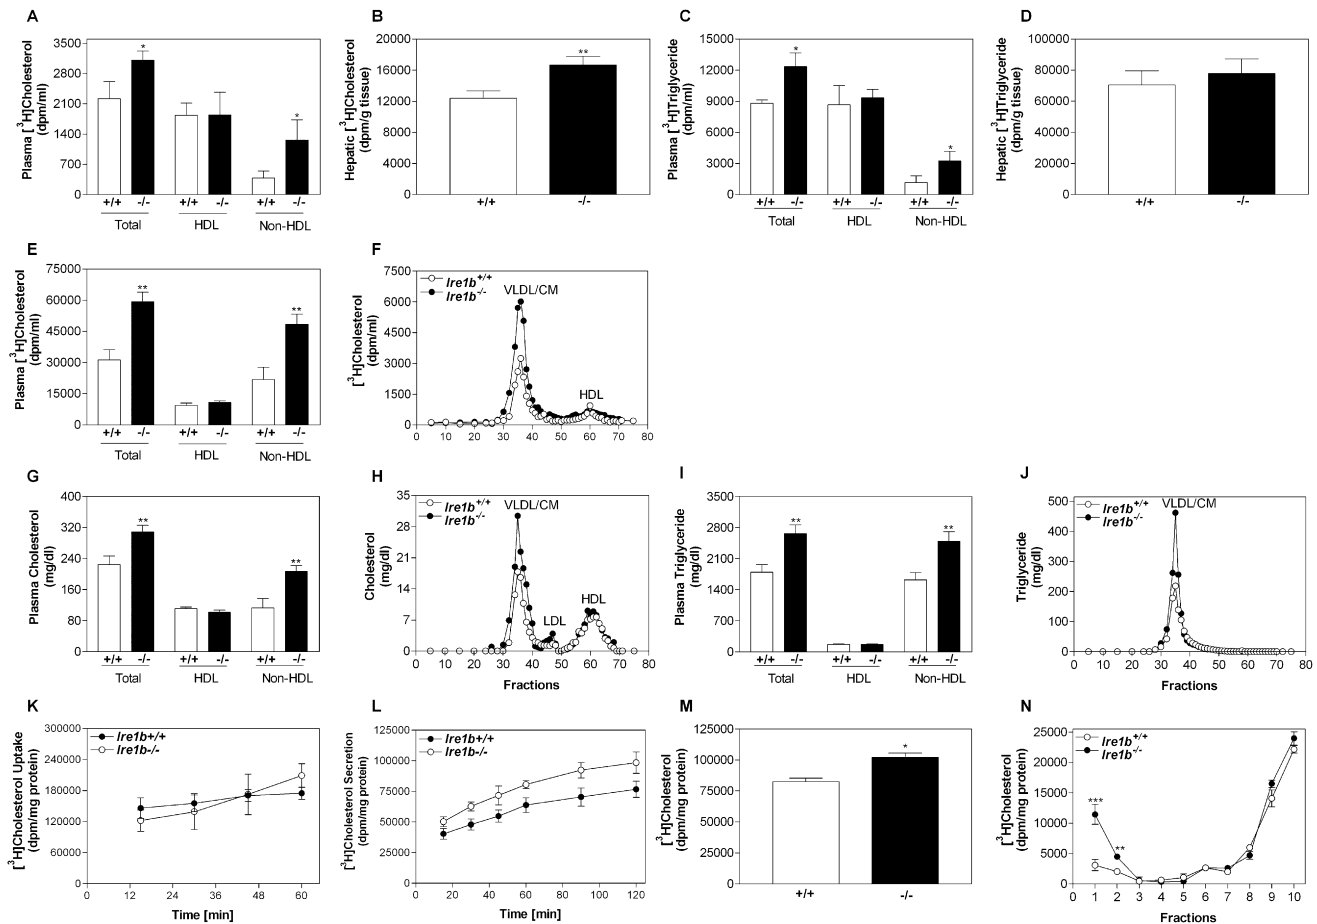 A
Plasma [³H]Cholesterol
(dpm/ml)
3500
2800
2100
1400
700
0
*
*
+/+ -/- +/+ -/- +/+ -/-
Total HDL Non-HDL
B
Hepatic [³H]Cholesterol
(dpm/g tissue)
20000
16000
12000
8000
4000
0
**
+/+ -/-
C
Plasma [³H]Triglyceride
(dpm/ml)
15000
12000
9000
6000
3000
0
*
*
+/+ -/- +/+ -/- +/+ -/-
Total HDL Non-HDL
D
Hepatic [³H]Triglyceride
(dpm/g tissue)
100000
80000
60000
40000
20000
0
+/+ -/-
E
Plasma [³H]Cholesterol
(dpm/ml)
75000
60000
45000
30000
15000
0
**
**
+/+ -/- +/+ -/- +/+ -/-
Total HDL Non-HDL
F
[³H]Cholesterol
(dpm/ml)
7500
6000
4500
3000
1500
0
Ire1b+/+
Ire1b-/-
VLDL/CM
HDL
0 10 20 30 40 50 60 70 80
G
Plasma Cholesterol
(mg/dl)
400
320
240
160
80
0
**
**
+/+ -/- +/+ -/- +/+ -/-
Total HDL Non-HDL
H
Cholesterol
(mg/dl)
35
28
21
14
7
0
Ire1b+/+
Ire1b-/-
VLDL/CM
LDL
HDL
0 10 20 30 40 50 60 70 80
Fractions
I
Plasma Triglyceride
(mg/dl)
3500
2800
2100
1400
700
0
**
**
+/+ -/- +/+ -/- +/+ -/-
Total HDL Non-HDL
J
Triglyceride
(mg/dl)
500
400
300
200
100
0
Ire1b+/+
Ire1b-/-
VLDL/CM
0 10 20 30 40 50 60 70 80
Fractions
K
[³H]Cholesterol Uptake
(dpm/mg protein)
300000
240000
180000
120000
60000
0
Ire1b+/+
Ire1b-/-
0 12 24 36 48 60
Time [min]
L
[³H]Cholesterol Secretion
(dpm/mg protein)
125000
100000
75000
50000
25000
0
Ire1b+/+
Ire1b-/-
0 20 40 60 80 100 120
Time [min]
M
[³H]Cholesterol
(dpm/mg protein)
125000
100000
75000
50000
25000
0
*
+/+ -/-
N
[³H]Cholesterol
(dpm/mg protein)
25000
20000
15000
10000
5000
0
Ire1b+/+
Ire1b-/-
***
**
0 1 2 3 4 5 6 7 8 9 10
Fractions